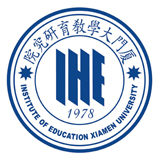 廈門大學教育研究院
IHE
1978
INSTITUTE OF EDUCATION XIAMEN UNIVERSITY